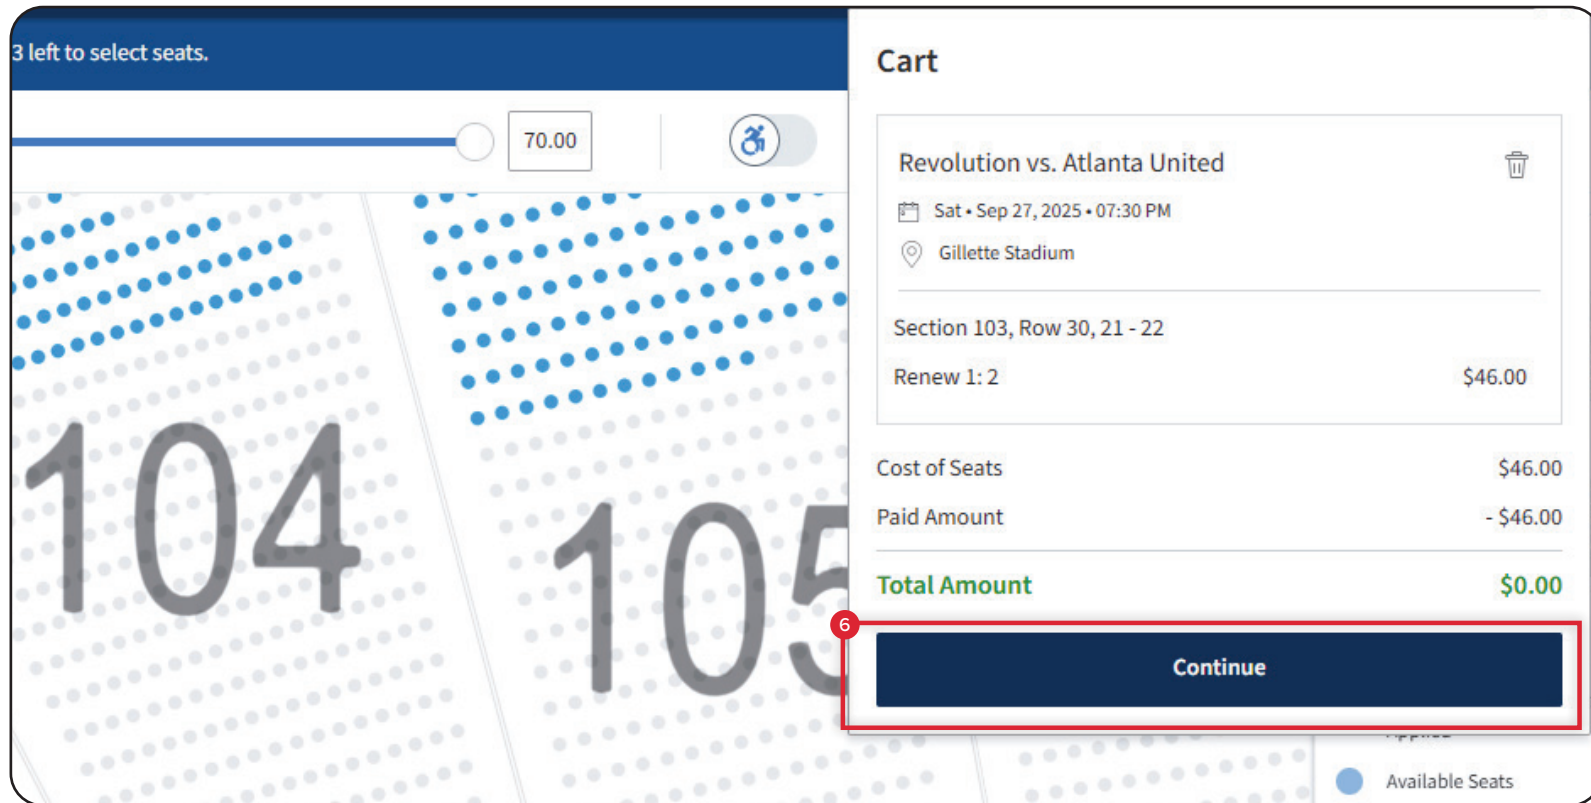 3 left to select seats.
70.00
104
105
Cart
Revolution vs. Atlanta United
Sat • Sep 27, 2025 • 07:30 PM
Gillette Stadium
Section 103, Row 30, 21 - 22
Renew 1: 2 $46.00
Cost of Seats $46.00
Paid Amount - $46.00
Total Amount $0.00
6
Continue
Available Seats